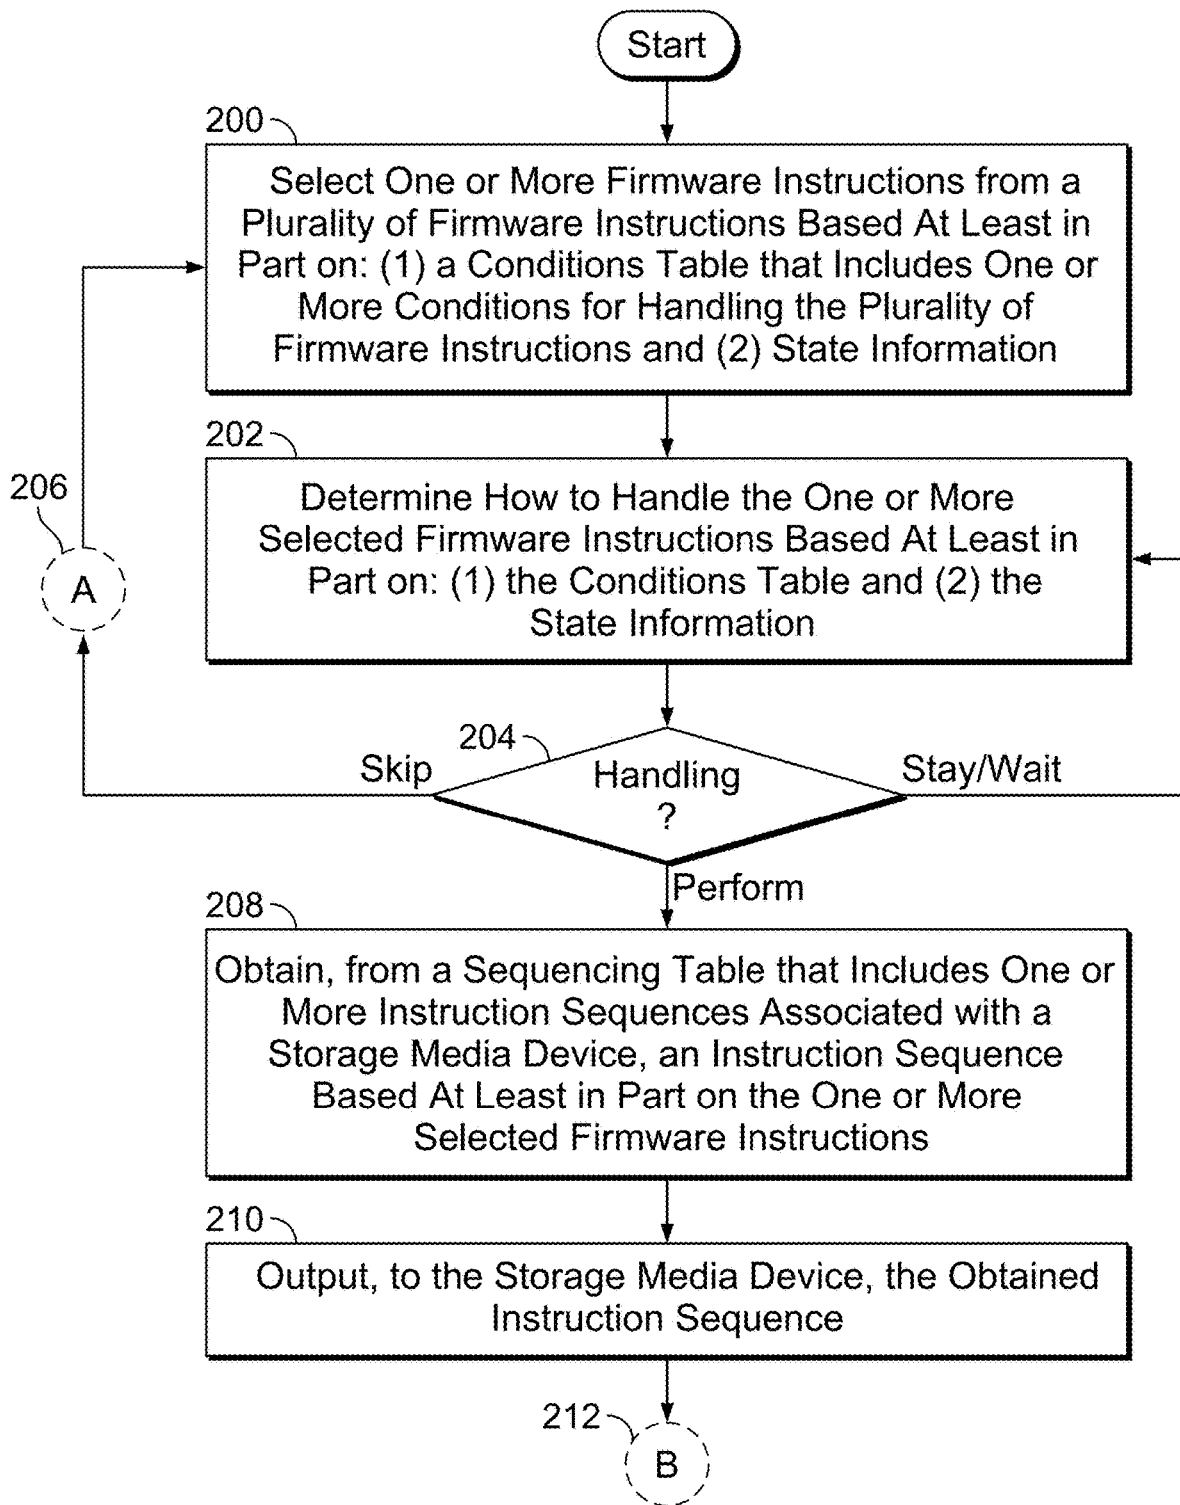 Start
200
Select One or More Firmware Instructions from a
Plurality of Firmware Instructions Based At Least in
Part on: (1) a Conditions Table that Includes One or
More Conditions for Handling the Plurality of
Firmware Instructions and (2) State Information
202
Determine How to Handle the One or More
Selected Firmware Instructions Based At Least in
Part on: (1) the Conditions Table and (2) the
State Information
206
A
204
Skip
Handling
?
Stay/Wait
Perform
208
Obtain, from a Sequencing Table that Includes One or
More Instruction Sequences Associated with a
Storage Media Device, an Instruction Sequence
Based At Least in Part on the One or More
Selected Firmware Instructions
210
Output, to the Storage Media Device, the Obtained
Instruction Sequence
212
B